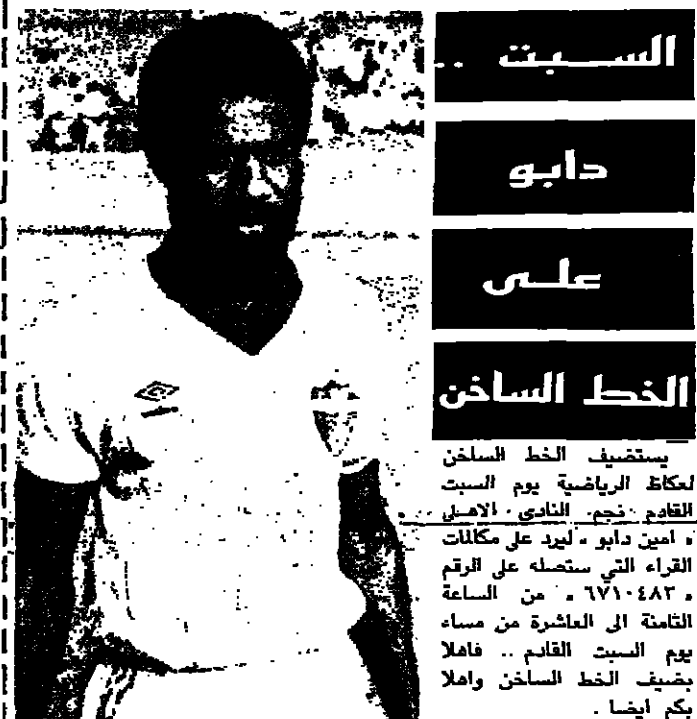 السبت ..
دابو
على
الخط الساخن
يستضيف الخط الساخن
لعكاظ الرياضية يوم السبت
القادم نجم النادى الاهلى
« امين دابو » ليرد على مكالمات
القراء التي ستصله على الرقم
« ٦٧١٠٤٨٣ » من الساعة
الثامنة الى العاشرة من مساء
يوم السبت القادم .. فاهلا
بضيف الخط الساخن واهلا
بكم ايضا .